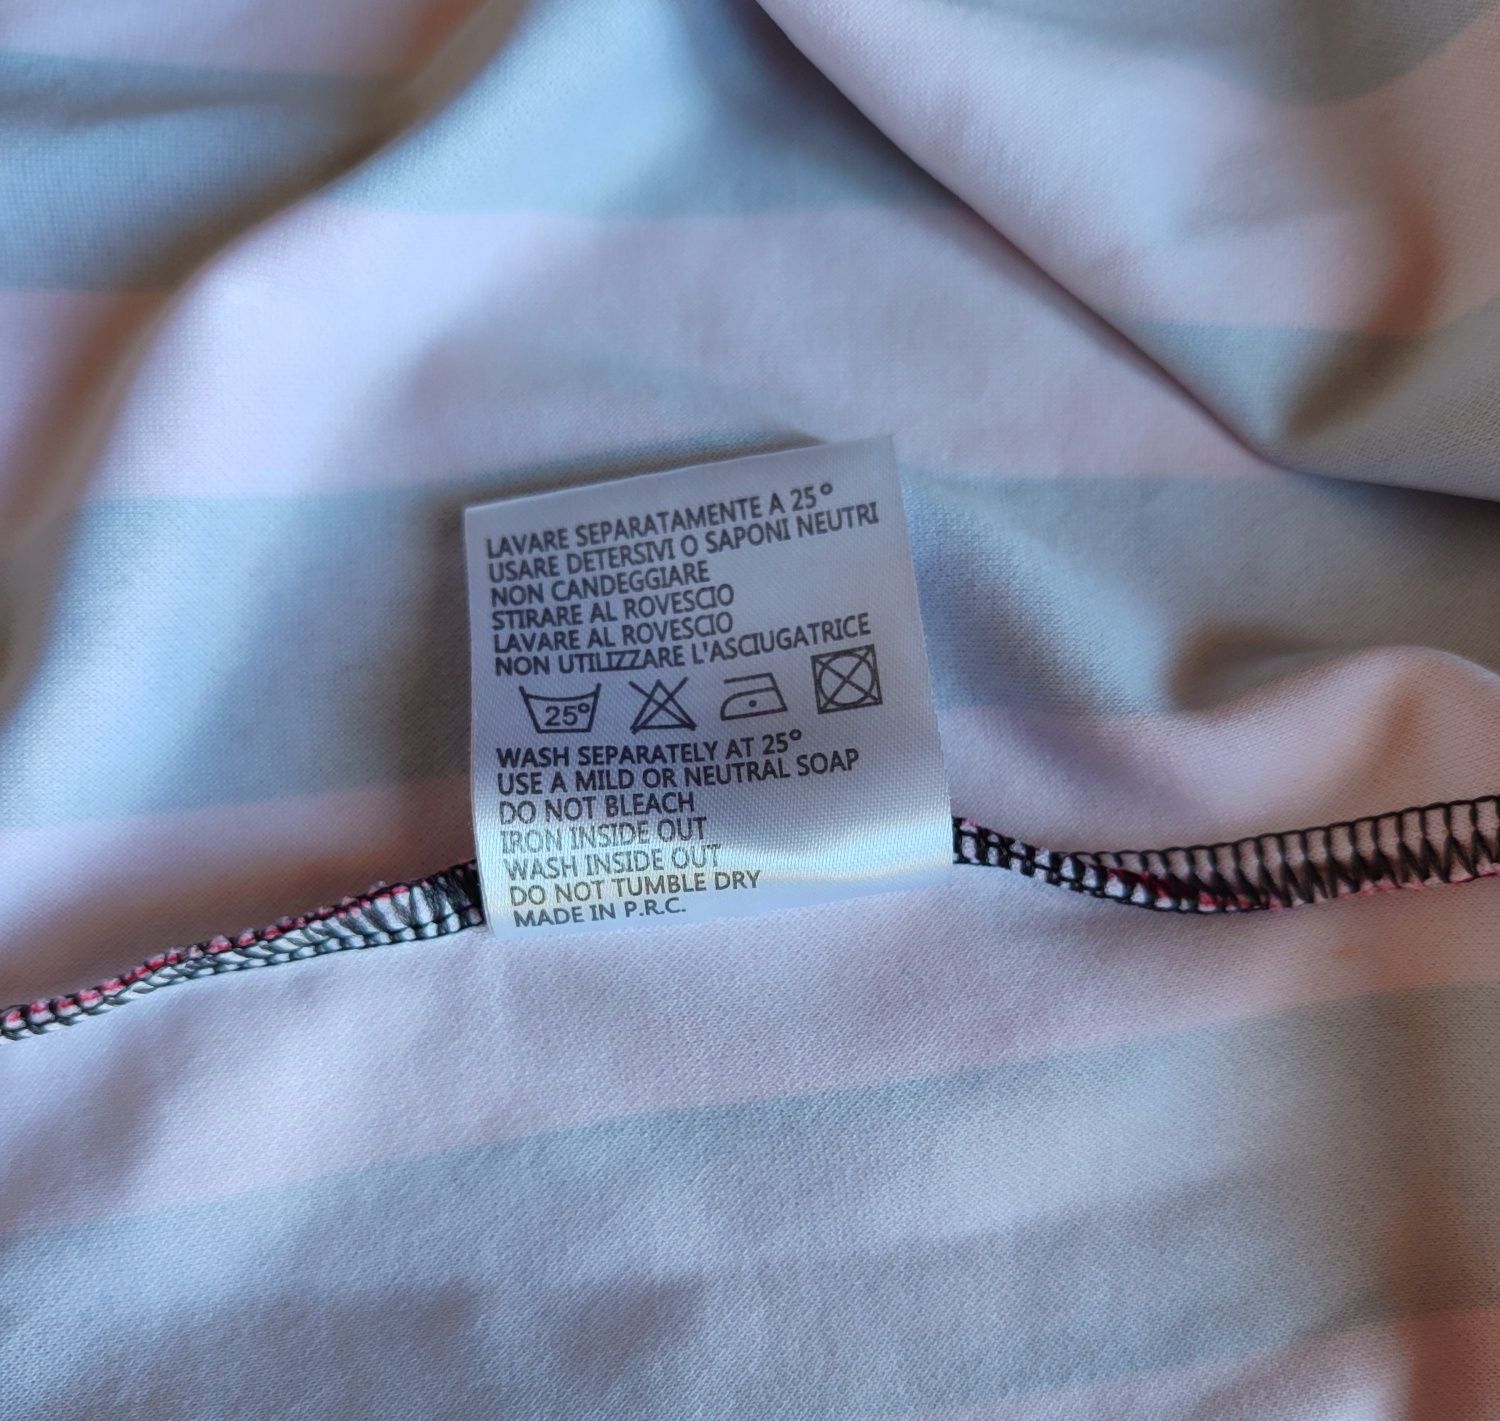 LAVARE SEPARATAMENTE A 25°
USARE DETERSIVI O SAPONI NEUTRI
NON CANDEGGIARE
STIRARE AL ROVESCIO
LAVARE AL ROVESCIO
NON UTILIZZARE L'ASCIUGATRICE
25°
WASH SEPARATELY AT 25°
USE A MILD OR NEUTRAL SOAP
DO NOT BLEACH
IRON INSIDE OUT
WASH INSIDE OUT
DO NOT TUMBLE DRY
MADE IN P.R.C.